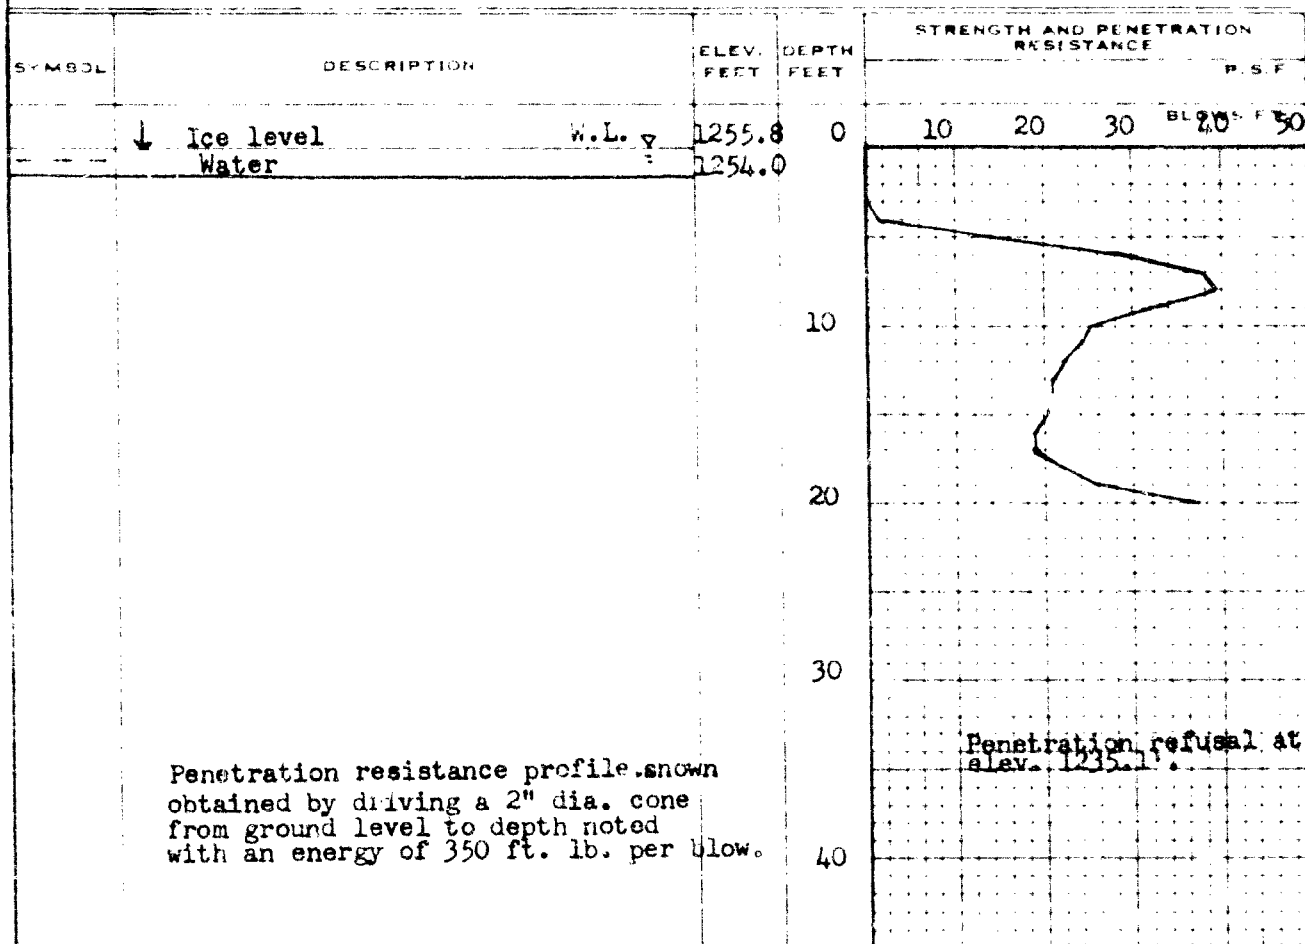 SYMBOL DESCRIPTION ELEV. FEET DEPTH FEET STRENGTH AND PENETRATION RESISTANCE
P.S.F
BLOWS FT
↓ Ice level W.L. 1255.8 0 10 20 30 40 50
Water 1254.0
10
20
30
Penetration refusal at
elev. 1235.1'.
Penetration resistance profile.snown
obtained by driving a 2" dia. cone
from ground level to depth noted
with an energy of 350 ft. lb. per blow.
40